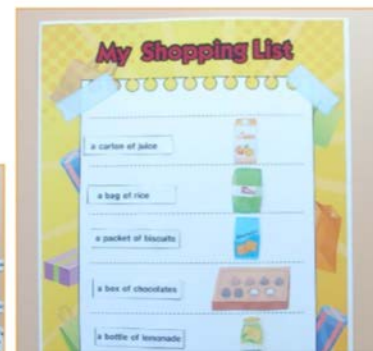 My Shopping List
a carton of juice
a bag of rice
a packet of biscuits
a box of chocolates
a bottle of lemonade